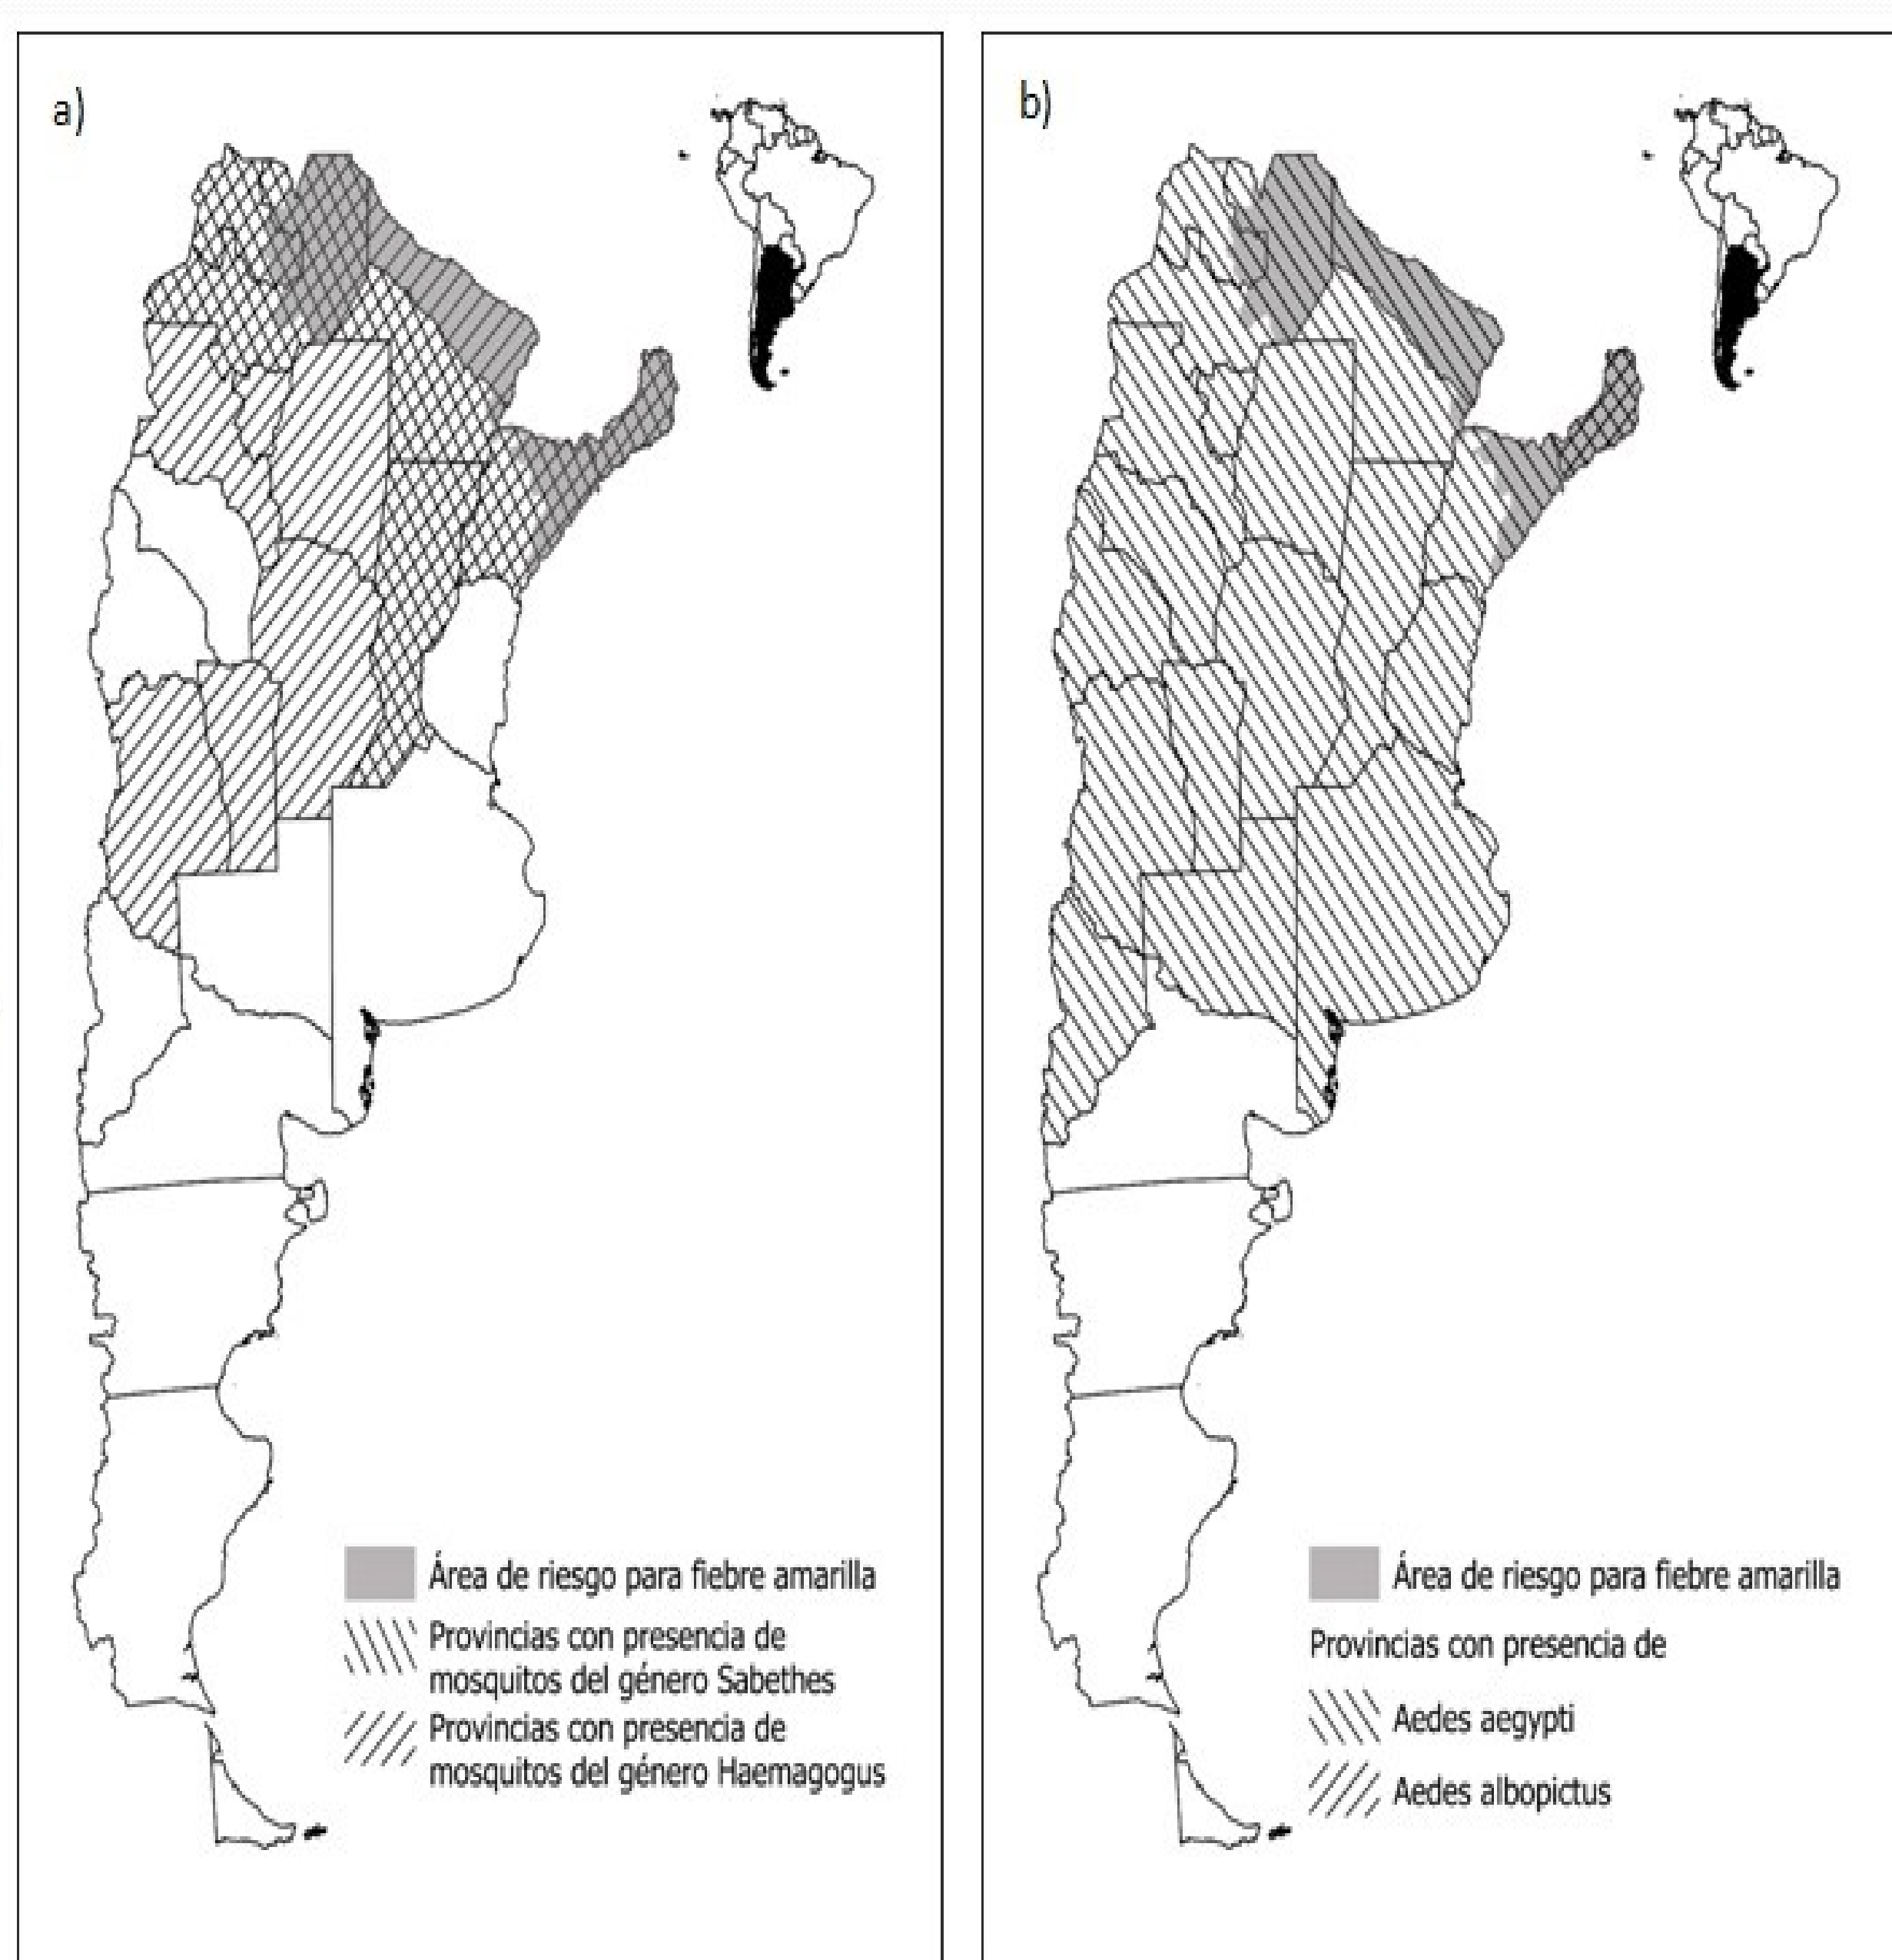 a)
Área de riesgo para fiebre amarilla
Provincias con presencia de
mosquitos del género Sabethes
Provincias con presencia de
mosquitos del género Haemagogus
b)
Área de riesgo para fiebre amarilla
Provincias con presencia de
Aedes aegypti
Aedes albopictus